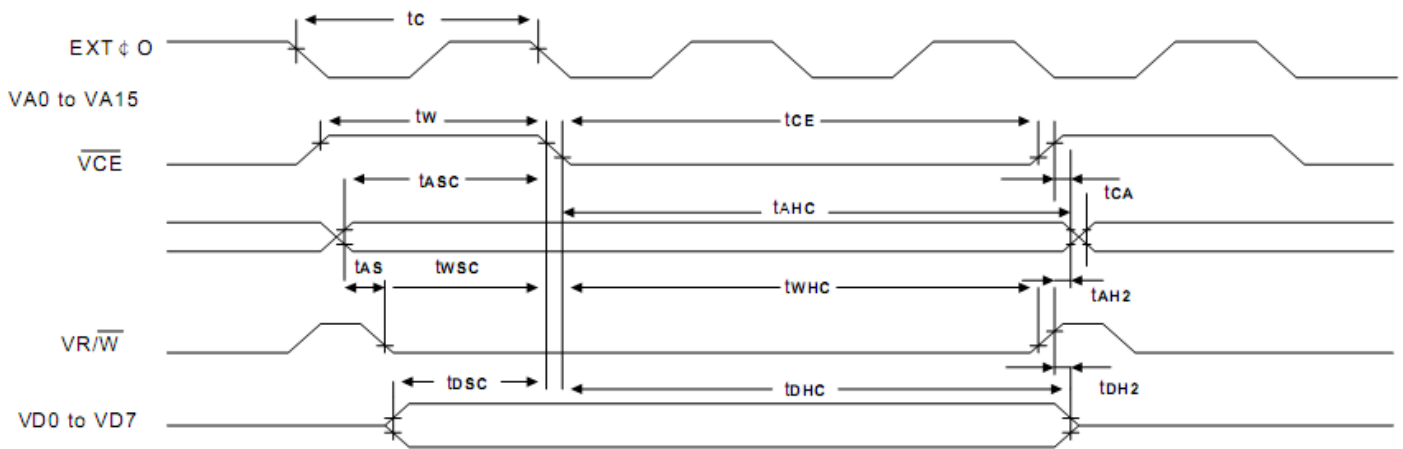 tC
EXT ¢ O
VA0 to VA15
tW
tCE
VCE
tASC
tCA
tAHC
tAS
tWSC
tWHC
tAH2
VR/W
tDSC
tDHC
tDH2
VD0 to VD7